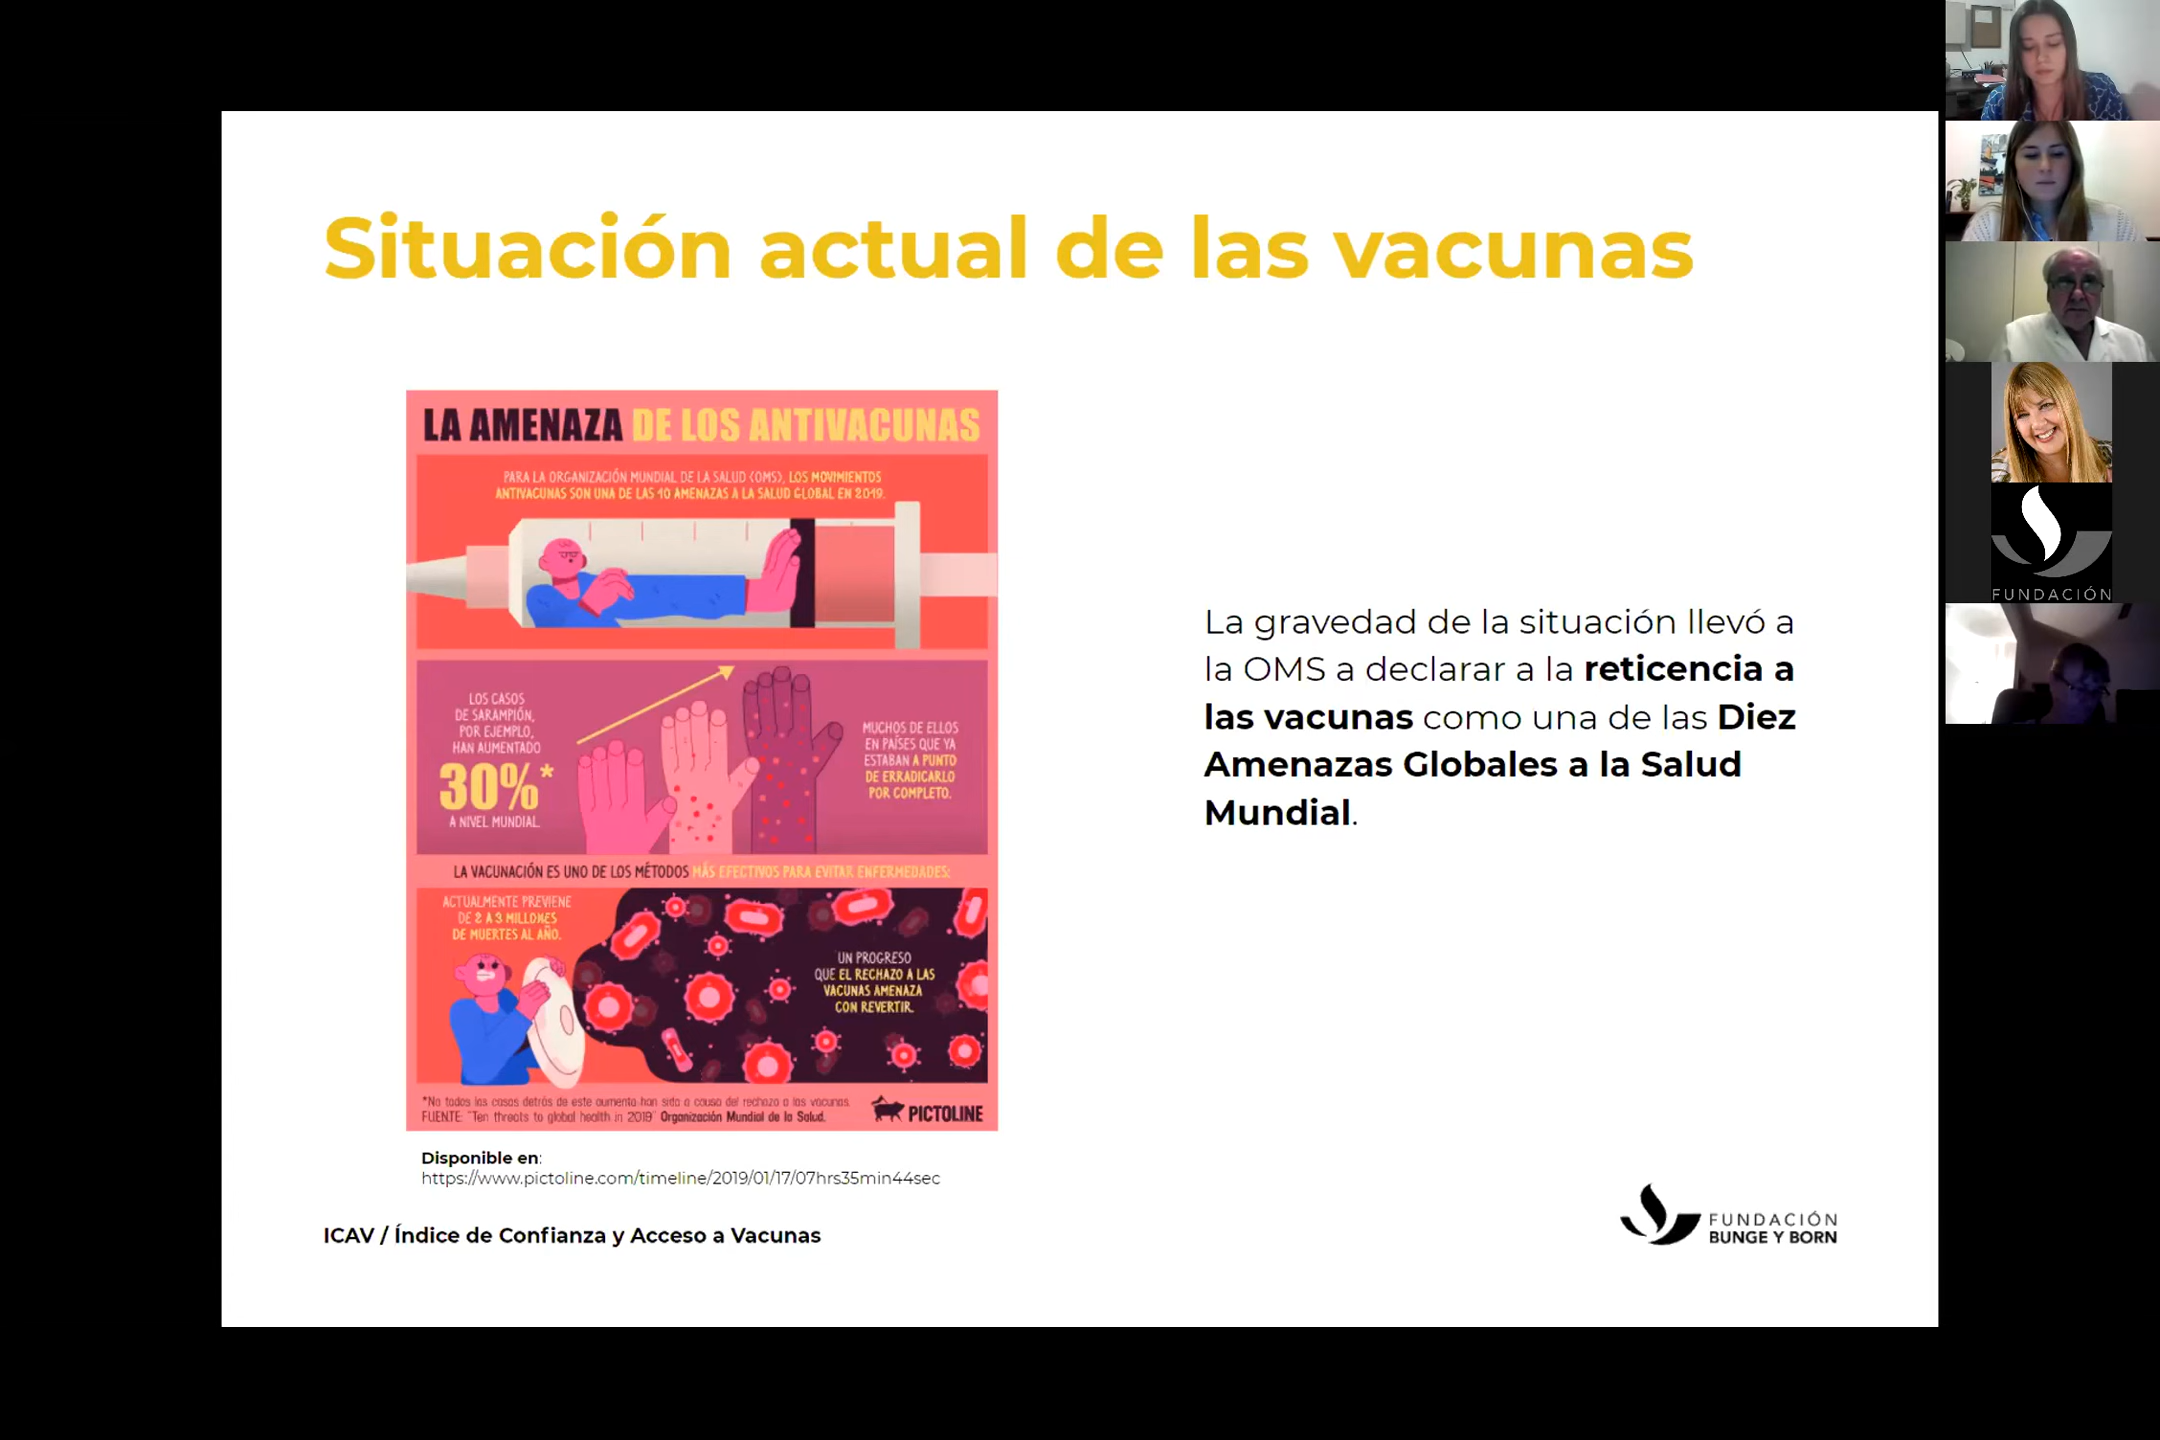 Situación actual de las vacunas
LA AMENAZA DE LOS ANTIVACUNAS
PARA LA ORGANIZACIÓN MUNDIAL DE LA SALUD (OMS), LOS MOVIMIENTOS
ANTIVACUNAS SON UNA DE LAS 10 AMENAZAS A LA SALUD GLOBAL EN 2019.
LOS CASOS
DE SARAMPIÓN,
POR EJEMPLO,
HAN AUMENTADO
30%*
A NIVEL MUNDIAL
MUCHOS DE ELLOS
EN PAÍSES QUE YA
ESTABAN A PUNTO
DE ERRADICARLO
POR COMPLETO.
LA VACUNACIÓN ES UNO DE LOS MÉTODOS MÁS EFECTIVOS PARA EVITAR ENFERMEDADES:
ACTUALMENTE PREVIENE
DE 2 A 3 MILLONES
DE MUERTES AL AÑO.
UN PROGRESO
QUE EL RECHAZO A LAS
VACUNAS AMENAZA
CON REVERTIR.
*No todos los casos detrás de este aumento han sido a causa del rechazo a las vacunas.
FUENTE: "Ten threats to global health in 2019" Organización Mundial de la Salud.
PICTOLINE
Disponible en:
https://www.pictoline.com/timeline/2019/01/17/07hrs35min44sec
La gravedad de la situación llevó a
la OMS a declarar a la reticencia a
las vacunas como una de las Diez
Amenazas Globales a la Salud
Mundial.
ICAV / Índice de Confianza y Acceso a Vacunas
FUNDACIÓN
BUNGE Y BORN
FUNDACIÓN